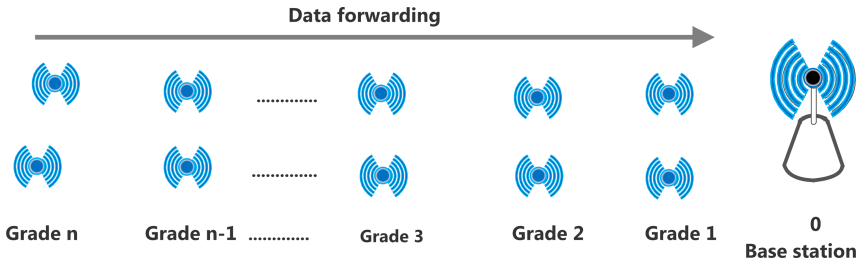 Data forwarding
.............
.............
Grade n Grade n-1 ............ Grade 3 Grade 2 Grade 1 0
Base station